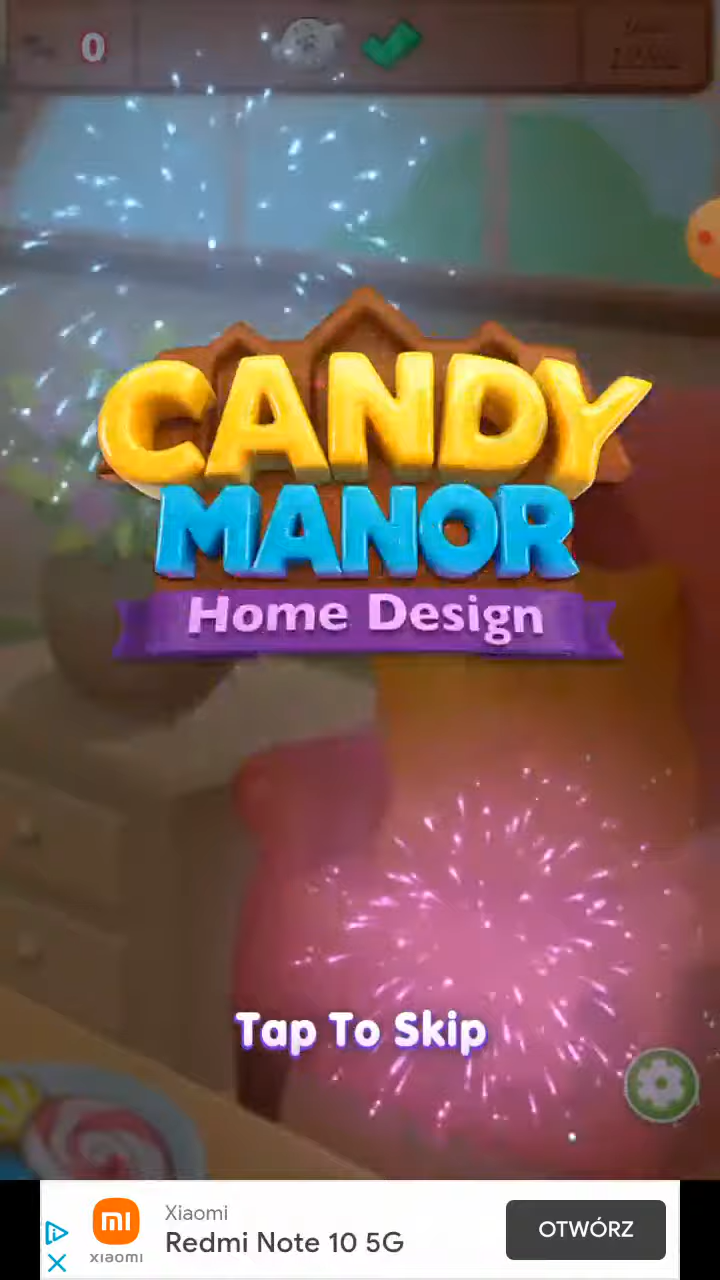 0
CANDY
MANOR
Home Design
Tap To Skip
Xiaomi
Redmi Note 10 5G
xiaomi
OTWÓRZ